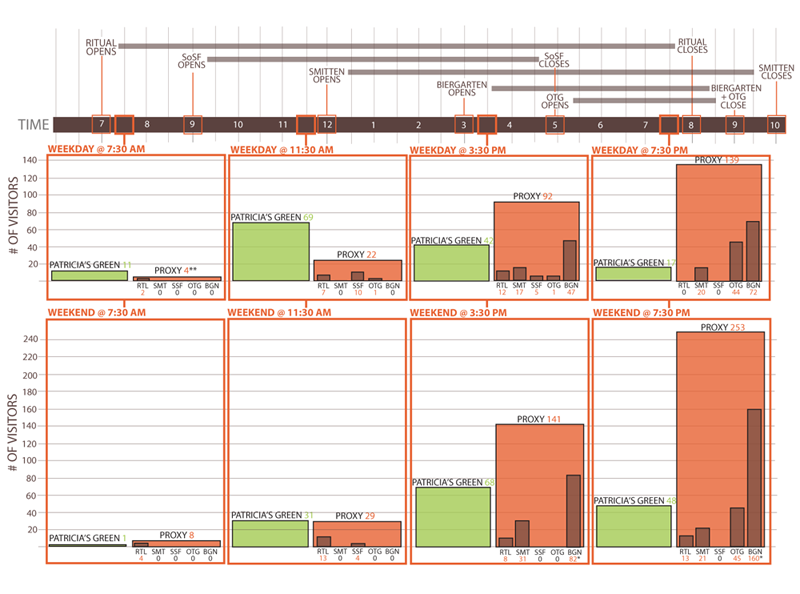 RITUAL OPENS
SoSF OPENS
SMITTEN OPENS
BIERGARTEN OPENS
SoSF CLOSES
OTG OPENS
RITUAL CLOSES
BIERGARTEN + OTG CLOSE
SMITTEN CLOSES
TIME 7 8 9 10 11 12 1 2 3 4 5 6 7 8 9 10
# OF VISITORS
140
120
100
80
60
40
20
WEEKDAY @ 7:30 AM
PATRICIA'S GREEN 11
PROXY 4**
RTL SMT SSF OTG BGN
2 0 0 0 0
WEEKDAY @ 11:30 AM
PATRICIA'S GREEN 69
PROXY 22
RTL SMT SSF OTG BGN
7 0 10 1 0
WEEKDAY @ 3:30 PM
PATRICIA'S GREEN 42
PROXY 92
RTL SMT SSF OTG BGN
12 17 5 1 47
WEEKDAY @ 7:30 PM
PATRICIA'S GREEN 17
PROXY 139
RTL SMT SSF OTG BGN
0 20 0 44 72
# OF VISITORS
240
220
200
180
160
140
120
100
80
60
40
20
WEEKEND @ 7:30 AM
PATRICIA'S GREEN 1
PROXY 8
RTL SMT SSF OTG BGN
4 0 0 0 0
WEEKEND @ 11:30 AM
PATRICIA'S GREEN 31
PROXY 29
RTL SMT SSF OTG BGN
13 0 4 0 0
WEEKEND @ 3:30 PM
PATRICIA'S GREEN 68
PROXY 141
RTL SMT SSF OTG BGN
8 31 0 0 82*
WEEKEND @ 7:30 PM
PATRICIA'S GREEN 48
PROXY 253
RTL SMT SSF OTG BGN
13 21 0 45 160*